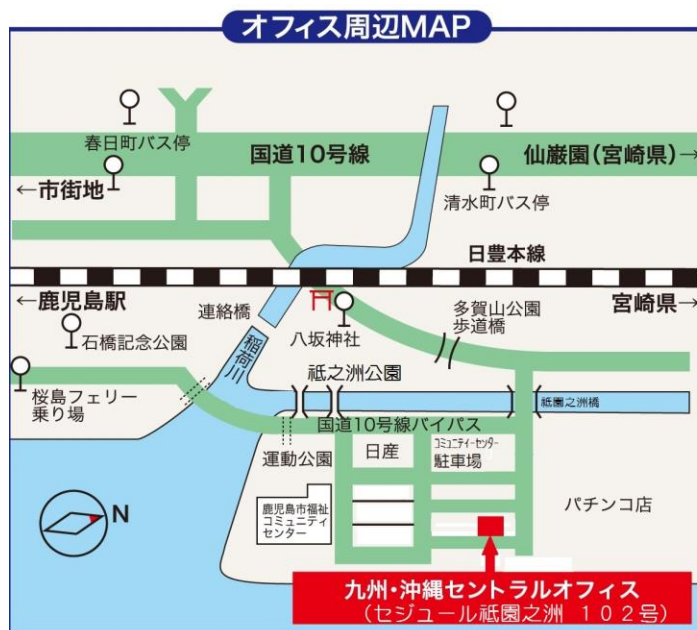 オフィス周辺MAP
春日町バス停
国道10号線
仙巌園(宮崎県)→
←市街地
清水町バス停
日豊本線
←鹿児島駅
連絡橋
八坂神社
多賀山公園
歩道橋
宮崎県→
石橋記念公園
稲荷川
祇之洲公園
桜島フェリー
乗り場
祗園之洲橋
国道10号線バイパス
運動公園
日産
コミュニティーセンター
駐車場
鹿児島市福祉
コミュニティ
センター
パチンコ店
N
九州・沖縄セントラルオフィス
(セジュール祗園之洲 102号)